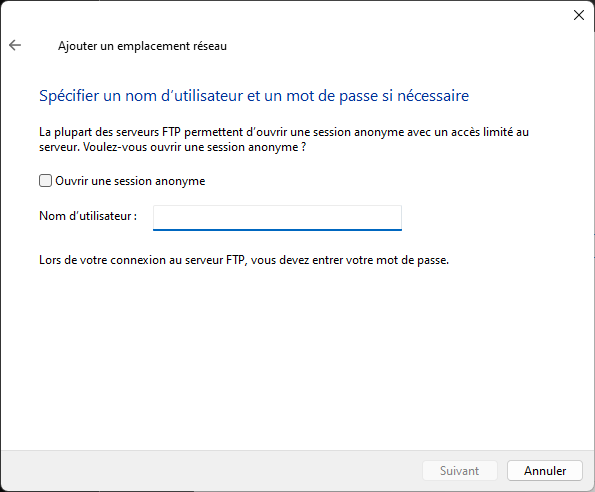 Ajouter un emplacement réseau
Spécifier un nom d’utilisateur et un mot de passe si nécessaire
La plupart des serveurs FTP permettent d’ouvrir une session anonyme avec un accès limité au
serveur. Voulez-vous ouvrir une session anonyme ?
Ouvrir une session anonyme
Nom d’utilisateur :
Lors de votre connexion au serveur FTP, vous devez entrer votre mot de passe.
Suivant
Annuler